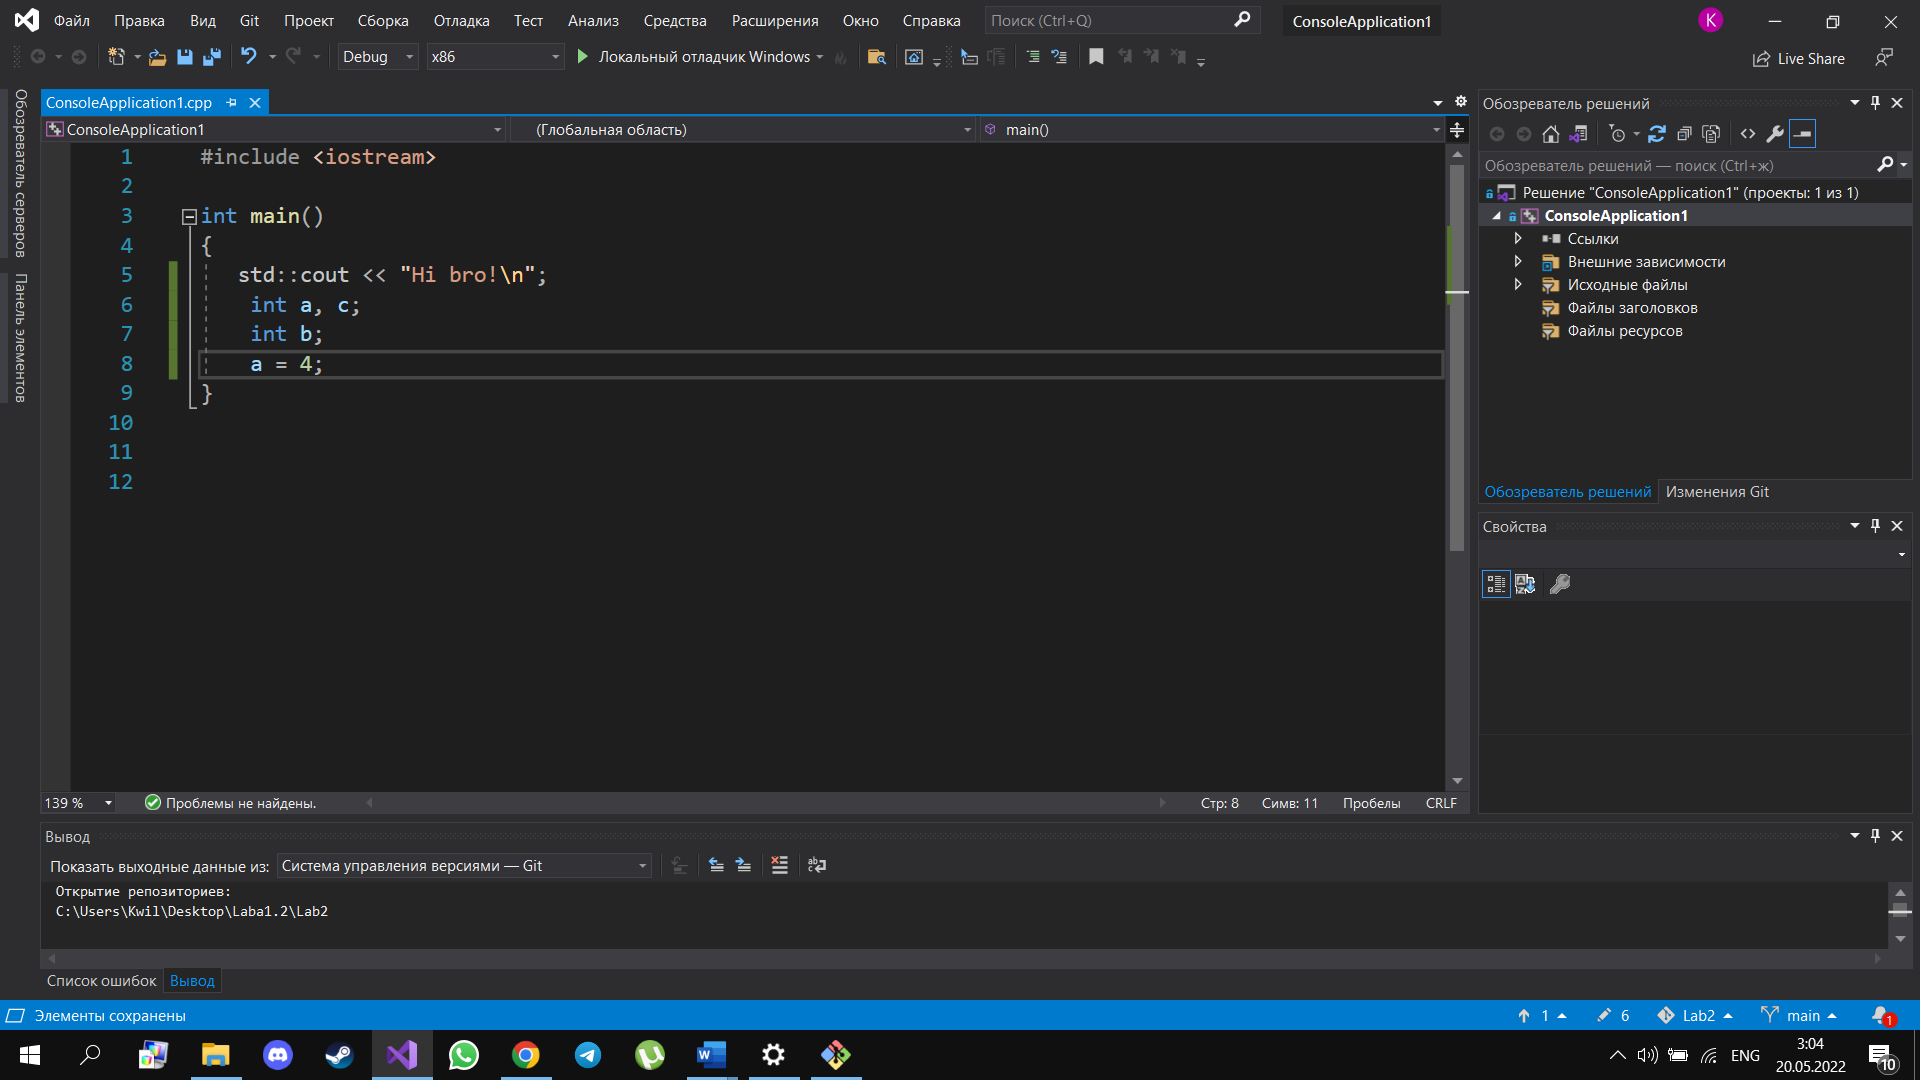 Файл Правка Вид Git Проект Сборка Отладка Тест Анализ Средства Расширения Окно Справка Поиск (Ctrl+Q) ConsoleApplication1 K
Debug x86 Локальный отладчик Windows Live Share
Обозреватель серверов
Панель элементов
ConsoleApplication1.cpp
ConsoleApplication1 (Глобальная область) main()
1 #include <iostream>
2
3 int main()
4 {
5 std::cout << "Hi bro!\n";
6 int a, c;
7 int b;
8 a = 4;
9 }
10
11
12
139 % Проблемы не найдены. Стр: 8 Симв: 11 Пробелы CRLF
Обозреватель решений
Обозреватель решений — поиск (Ctrl+ж)
Решение "ConsoleApplication1" (проекты: 1 из 1)
ConsoleApplication1
Ссылки
Внешние зависимости
Исходные файлы
Файлы заголовков
Файлы ресурсов
Обозреватель решений Изменения Git
Свойства
Вывод
Показать выходные данные из: Система управления версиями — Git
Открытие репозиториев:
C:\Users\Kwil\Desktop\Laba1.2\Lab2
Список ошибок Вывод
Элементы сохранены 1 6 Lab2 main 1
ENG 3:04
20.05.2022 10